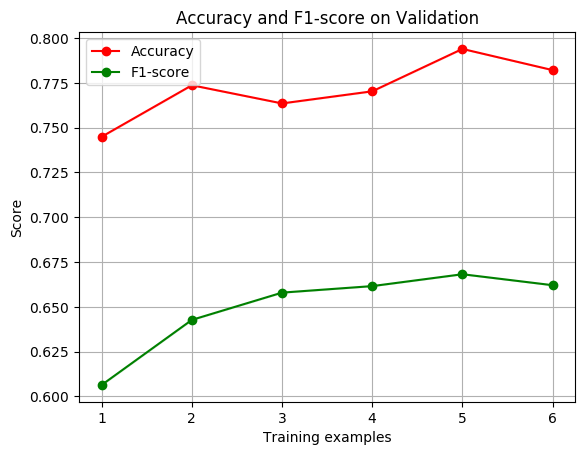 Accuracy and F1-score on Validation
Accuracy
F1-score
0.800
0.775
0.750
0.725
0.700
0.675
0.650
0.625
0.600
Score
1 2 3 4 5 6
Training examples